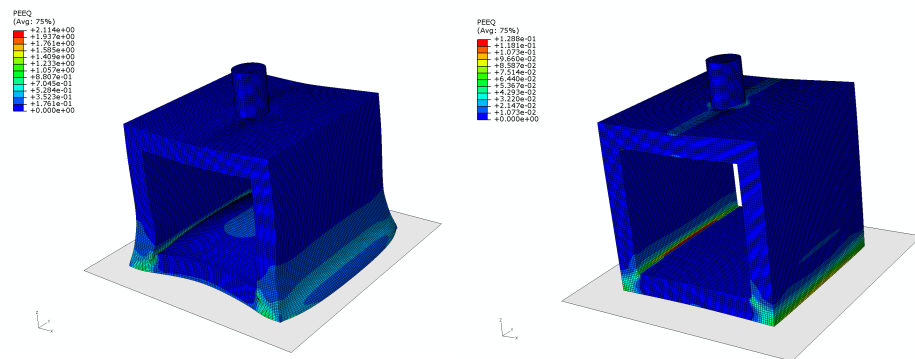 PEEQ
(Avg: 75%)
+2.114e+00
+1.937e+00
+1.761e+00
+1.585e+00
+1.409e+00
+1.233e+00
+1.057e+00
+8.807e-01
+7.045e-01
+5.284e-01
+3.523e-01
+1.761e-01
+0.000e+00
z
x
PEEQ
(Avg: 75%)
+1.288e-01
+1.181e-01
+1.073e-01
+9.660e-02
+8.587e-02
+7.514e-02
+6.440e-02
+5.367e-02
+4.293e-02
+3.220e-02
+2.147e-02
+1.073e-02
+0.000e+00
z
x